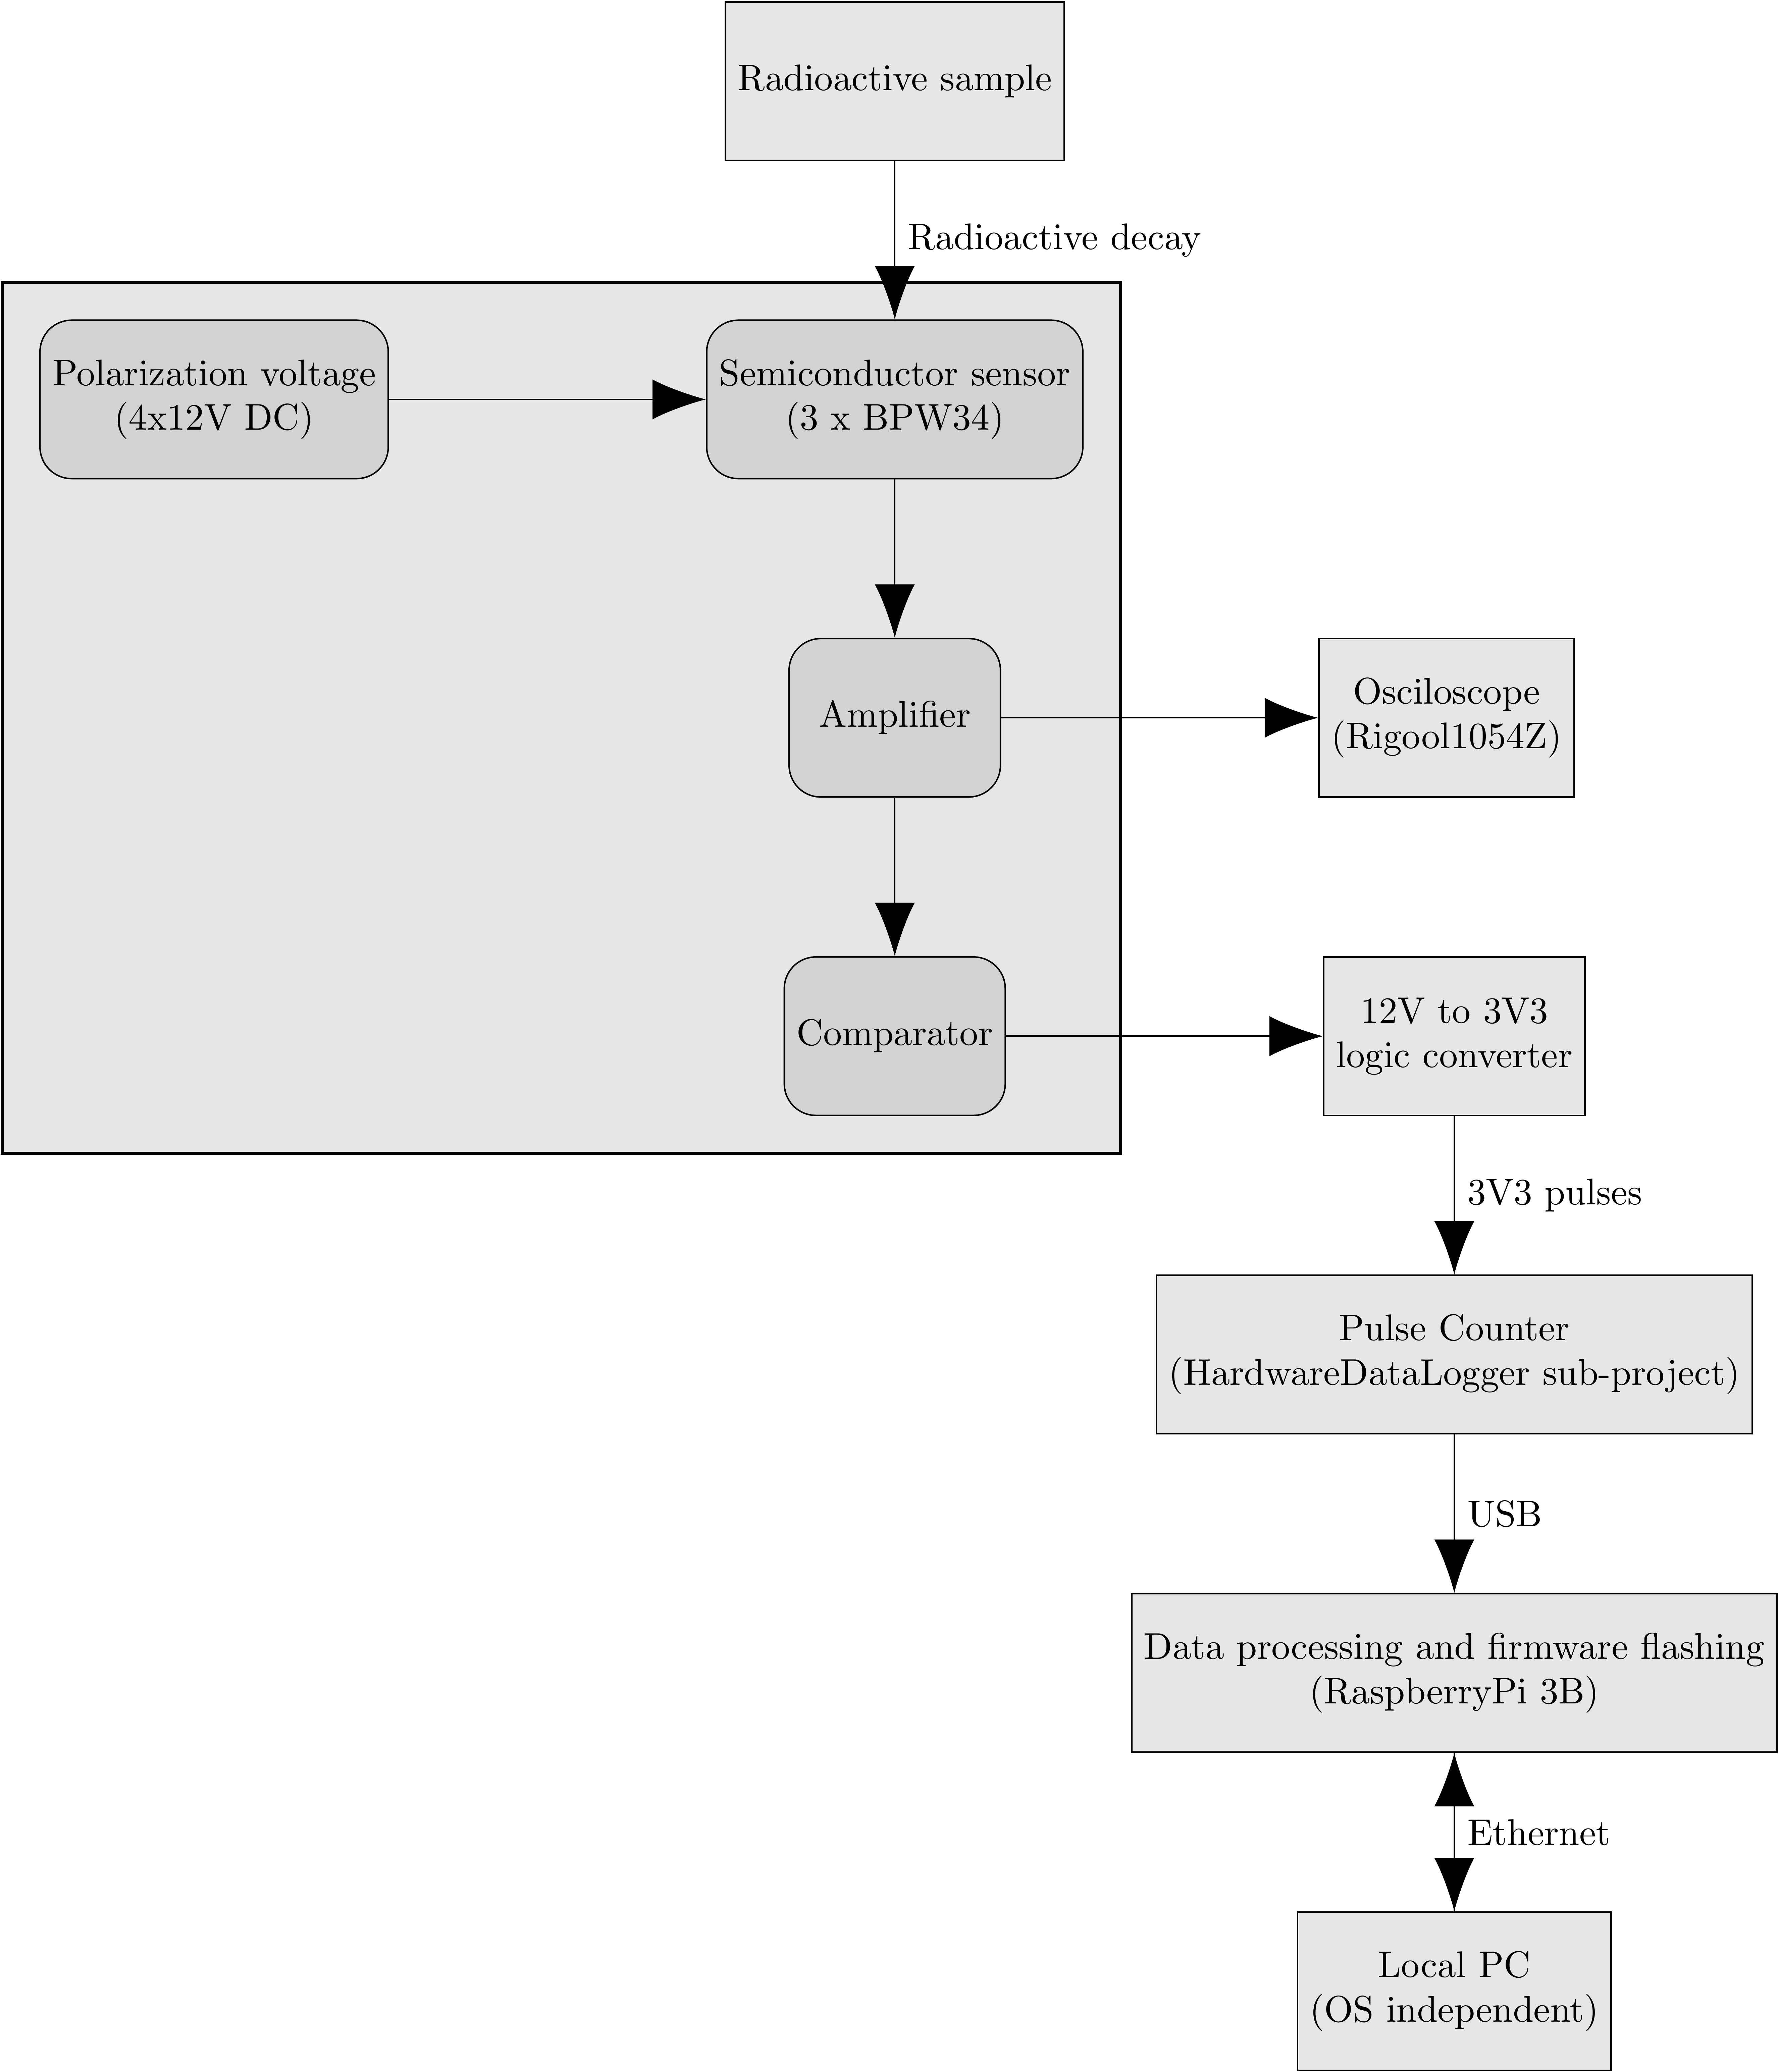 Radioactive sample
Radioactive decay
Polarization voltage
(4x12V DC)
Semiconductor sensor
(3 x BPW34)
Amplifier
Osciloscope
(Rigool1054Z)
Comparator
12V to 3V3
logic converter
3V3 pulses
Pulse Counter
(HardwareDataLogger sub-project)
USB
Data processing and firmware flashing
(RaspberryPi 3B)
Ethernet
Local PC
(OS independent)